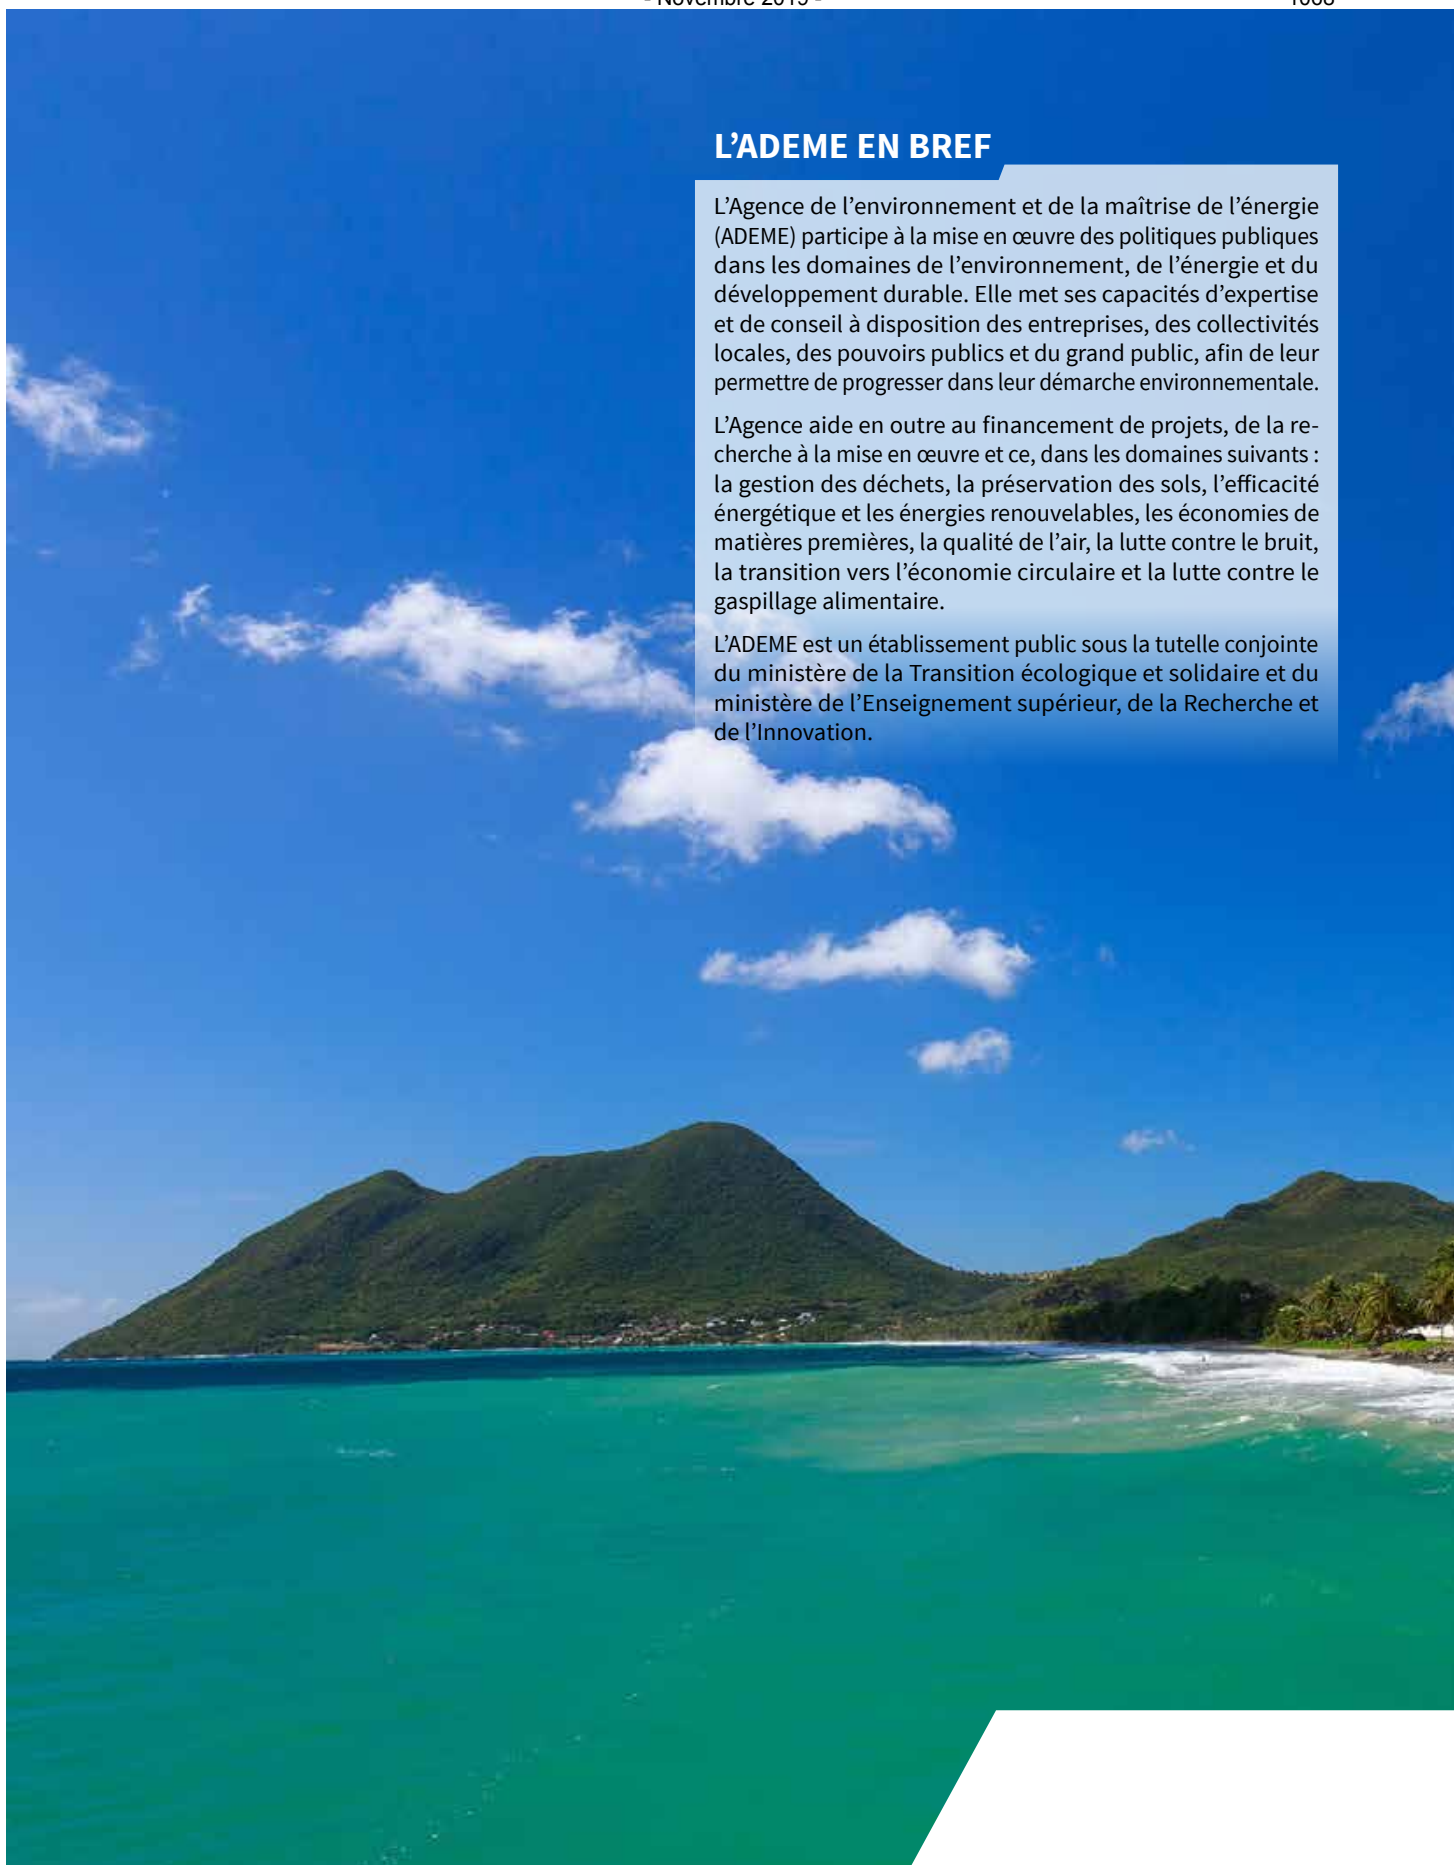 - Novembre 2019 -
L'ADEME EN BREF
L’Agence de l’environnement et de la maîtrise de l’énergie
(ADEME) participe à la mise en œuvre des politiques publiques
dans les domaines de l’environnement, de l’énergie et du
développement durable. Elle met ses capacités d’expertise
et de conseil à disposition des entreprises, des collectivités
locales, des pouvoirs publics et du grand public, afin de leur
permettre de progresser dans leur démarche environnementale.
L’Agence aide en outre au financement de projets, de la re-
cherche à la mise en œuvre et ce, dans les domaines suivants :
la gestion des déchets, la préservation des sols, l’efficacité
énergétique et les énergies renouvelables, les économies de
matières premières, la qualité de l’air, la lutte contre le bruit,
la transition vers l’économie circulaire et la lutte contre le
gaspillage alimentaire.
L’ADEME est un établissement public sous la tutelle conjointe
du ministère de la Transition écologique et solidaire et du
ministère de l’Enseignement supérieur, de la Recherche et
de l’Innovation.